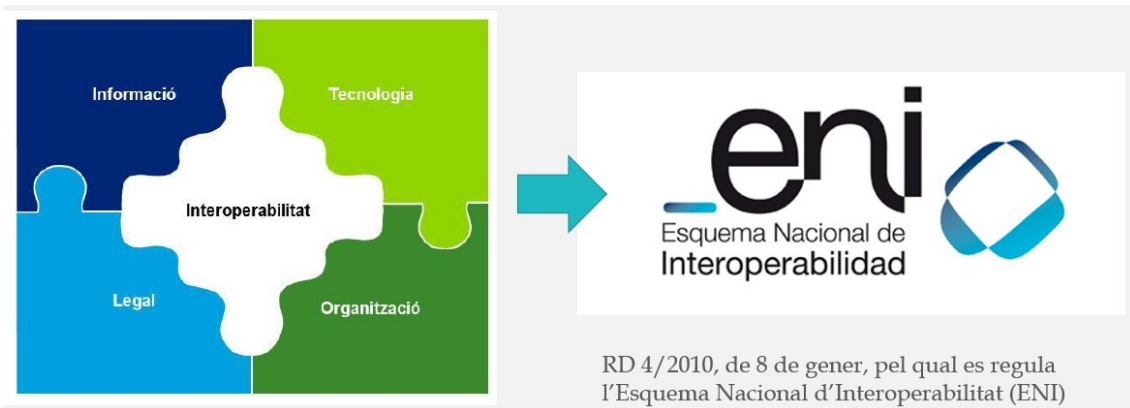 Informació
Tecnologia
Interoperabilitat
Legal
Organització
eni
Esquema Nacional de
Interoperabilidad
RD 4/2010, de 8 de gener, pel qual es regula
l’Esquema Nacional d’Interoperabilitat (ENI)